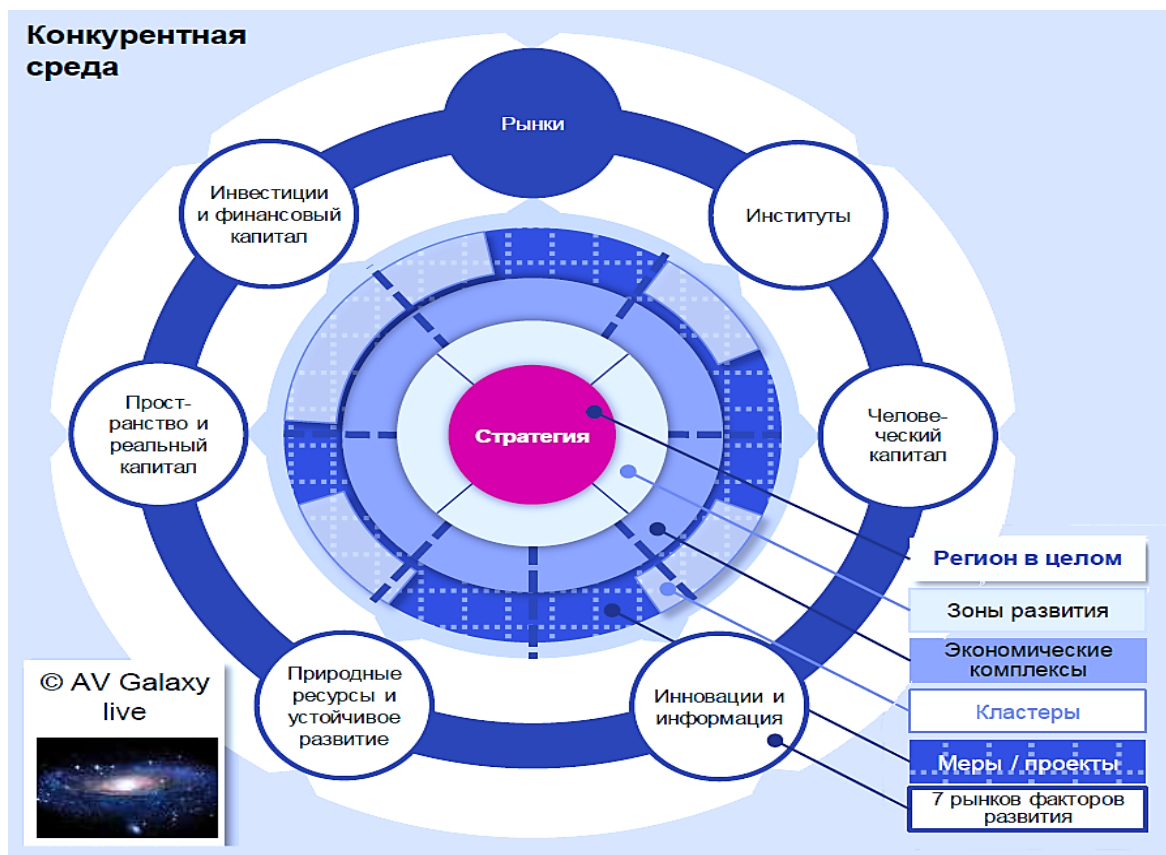 Конкурентная
среда
Рынки
Инвестиции
и финансовый
капитал
Институты
Прост-
ранство и
реальный
капитал
Стратегия
Челове-
ческий
капитал
Природные
ресурсы и
устойчивое
развитие
Инновации и
информация
Регион в целом
Зоны развития
Экономические
комплексы
Кластеры
Меры / проекты
7 рынков факторов
развития
© AV Galaxy
live